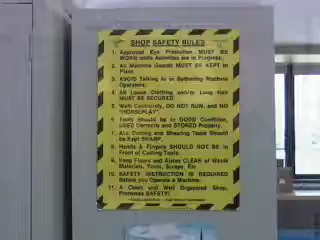 SHOP SAFETY RULES
1. Approved Eye Protection MUST BE
WORN while Activities are in Progress.
2. All Machine Guards MUST BE KEPT in
Place.
3. AVOID Talking to or Bothering Machine
Operators.
4. All Loose Clothing and/or Long Hair
MUST BE SECURED.
5. Walk Cautiously, DO NOT RUN, and NO
"HORSEPLAY"
6. Tools Should be in GOOD Condition,
USED Correctly and STORED Properly.
7. ALL Cutting and Shearing Tools Should
be Kept SHARP.
8. Hands & Fingers SHOULD NOT BE in
Front of Cutting Tools.
9. Keep Floors and Aisles CLEAR of Waste
Materials, Tools, Scraps, Etc.
10. SAFETY INSTRUCTION IS REQUIRED
Before you Operate a Machine.
11. A Clean and Well Organized Shop,
Promotes SAFETY!